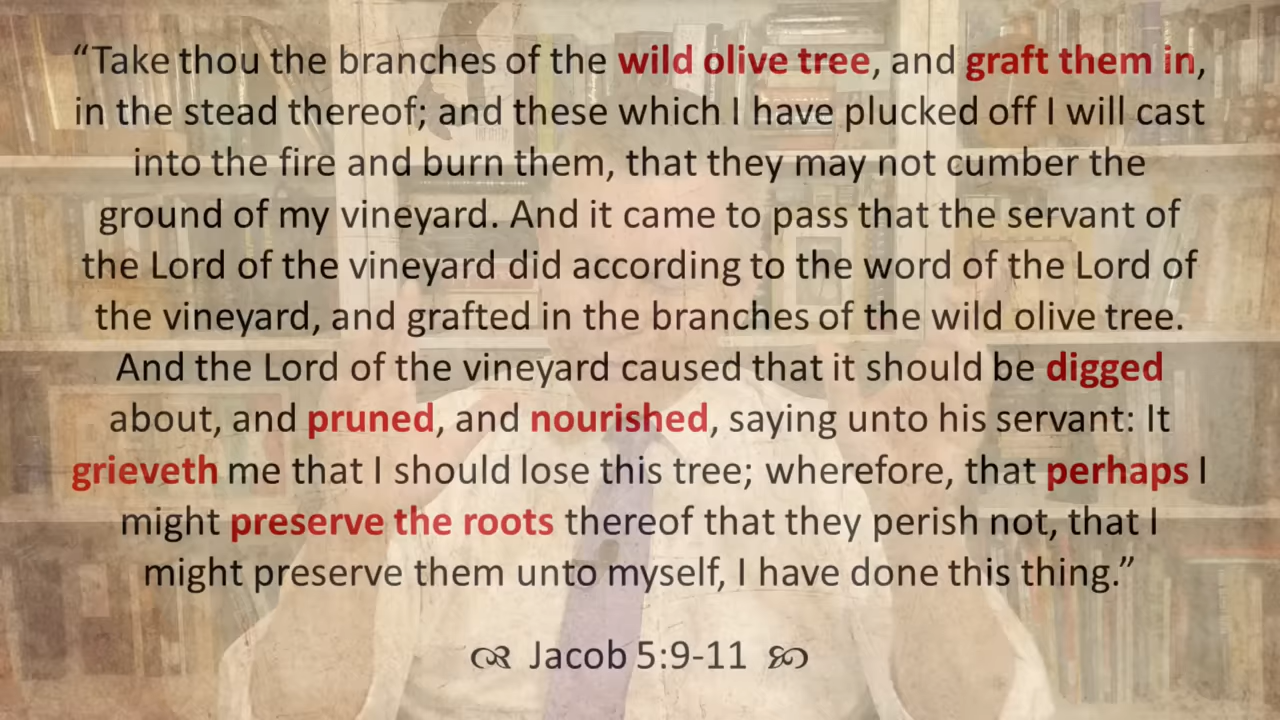 “Take thou the branches of the wild olive tree, and graft them in,
in the stead thereof; and these which I have plucked off I will cast
into the fire and burn them, that they may not cumber the
ground of my vineyard. And it came to pass that the servant of
the Lord of the vineyard did according to the word of the Lord of
the vineyard, and grafted in the branches of the wild olive tree.
And the Lord of the vineyard caused that it should be digged
about, and pruned, and nourished, saying unto his servant: It
grieveth me that I should lose this tree; wherefore, that perhaps I
might preserve the roots thereof that they perish not, that I
might preserve them unto myself, I have done this thing.”
Jacob 5:9-11